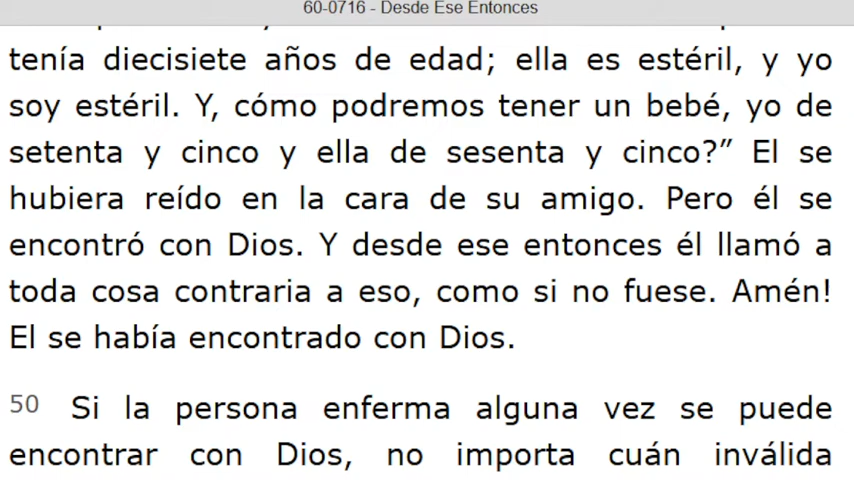 60-0716 - Desde Ese Entonces
tenía diecisiete años de edad; ella es estéril, y yo
soy estéril. Y, cómo podremos tener un bebé, yo de
setenta y cinco y ella de sesenta y cinco?” El se
hubiera reído en la cara de su amigo. Pero él se
encontró con Dios. Y desde ese entonces él llamó a
toda cosa contraria a eso, como si no fuese. Amén!
El se había encontrado con Dios.
50 Si la persona enferma alguna vez se puede
encontrar con Dios, no importa cuán inválida